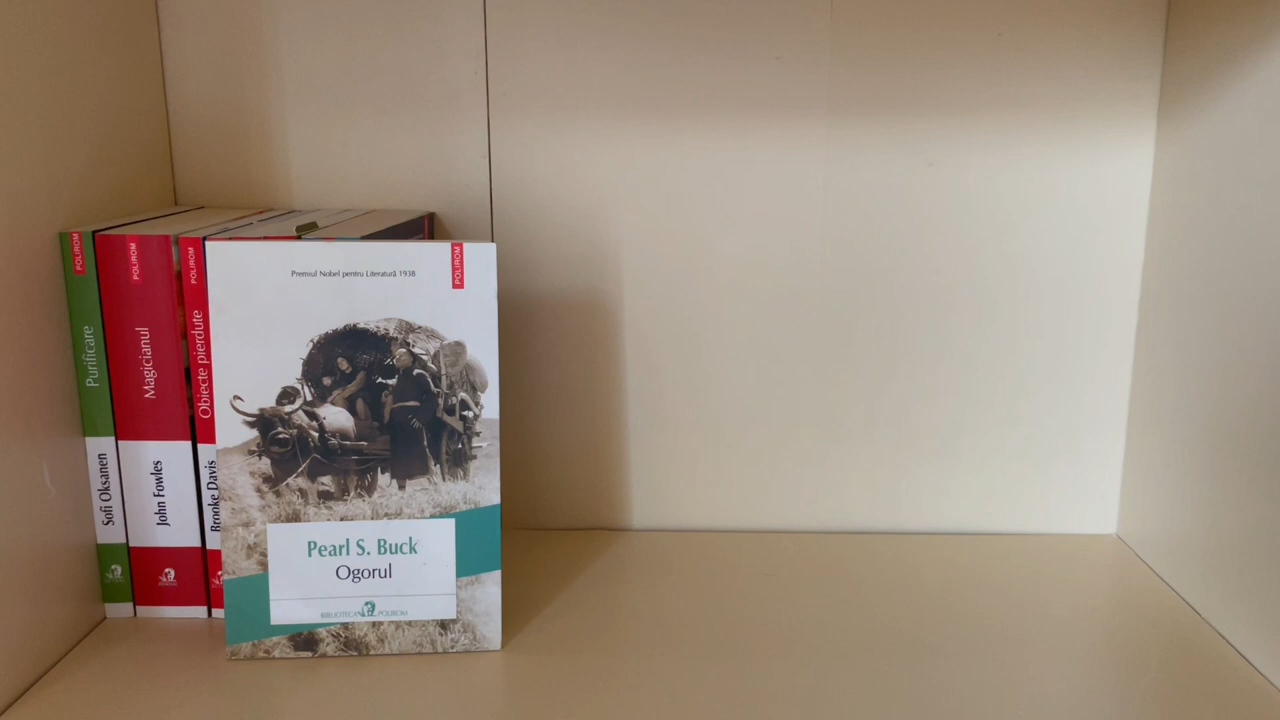 POLIROM
Purificare
Sofi Oksanen
POLIROM
Magicianul
John Fowles
POLIROM
Obiecte pierdute
Brooke Davis
POLIROM
Premiul Nobel pentru Literatură 1938
Pearl S. Buck
Ogorul
BIBLIOTECA POLIROM